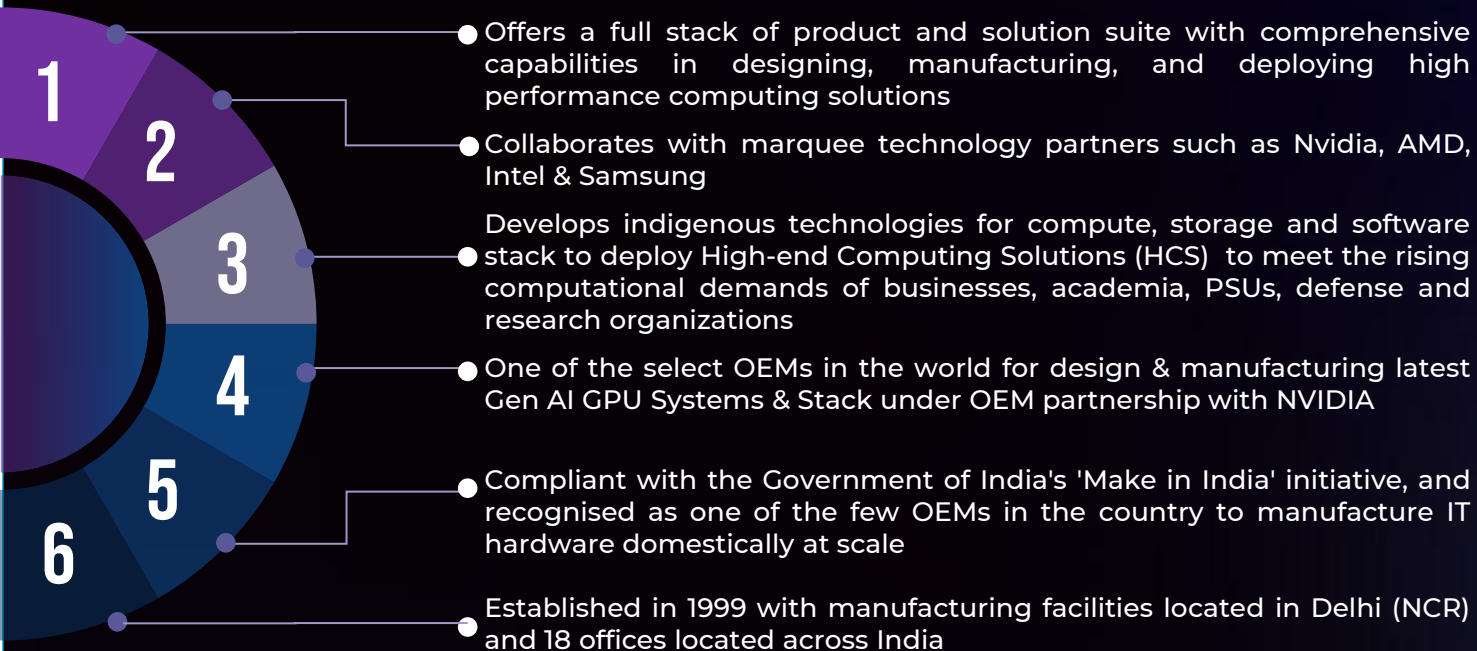 1
Offers a full stack of product and solution suite with comprehensive
capabilities in designing, manufacturing, and deploying high
performance computing solutions
2
Collaborates with marquee technology partners such as Nvidia, AMD,
Intel & Samsung
3
Develops indigenous technologies for compute, storage and software
stack to deploy High-end Computing Solutions (HCS) to meet the rising
computational demands of businesses, academia, PSUs, defense and
research organizations
4
One of the select OEMs in the world for design & manufacturing latest
Gen AI GPU Systems & Stack under OEM partnership with NVIDIA
5
Compliant with the Government of India's 'Make in India' initiative, and
recognised as one of the few OEMs in the country to manufacture IT
hardware domestically at scale
6
Established in 1999 with manufacturing facilities located in Delhi (NCR)
and 18 offices located across India